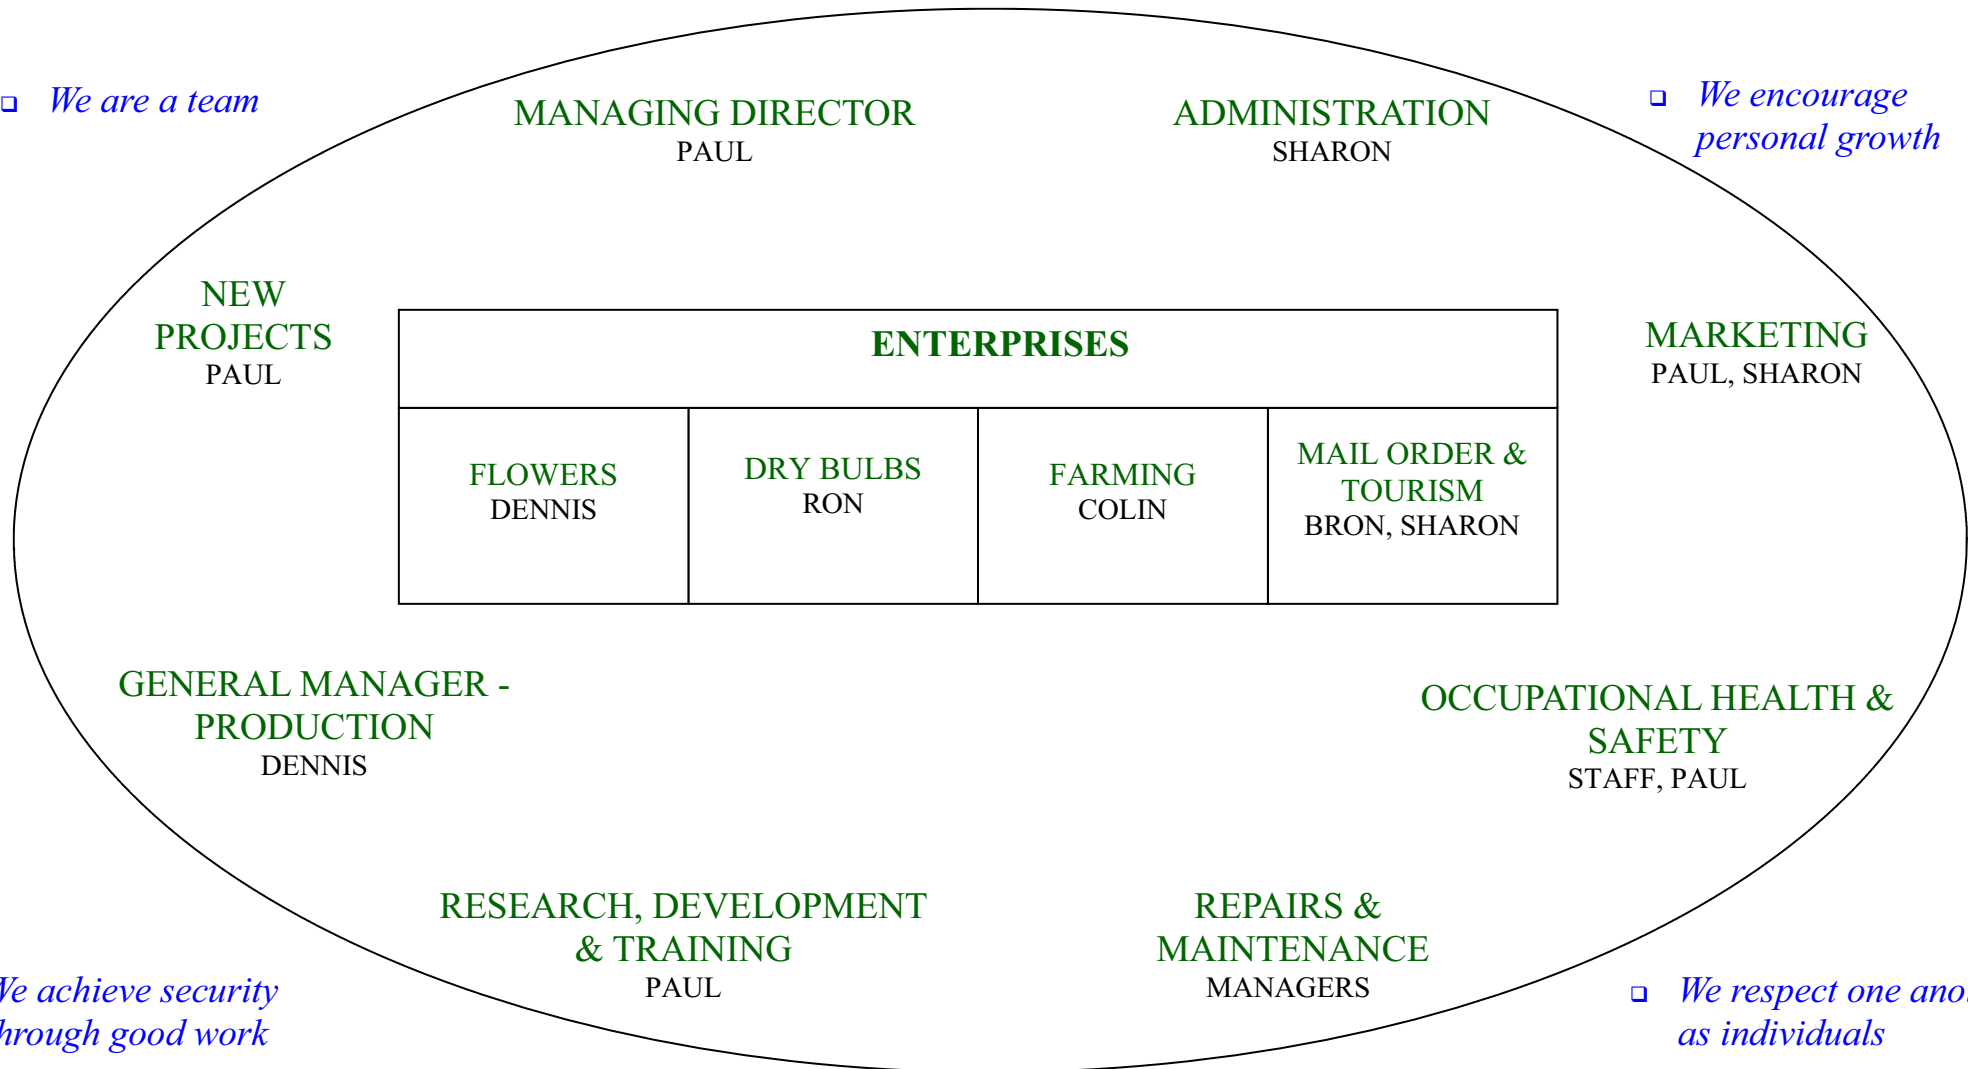 We are a team
We encourage
personal growth
MANAGING DIRECTOR
PAUL
ADMINISTRATION
SHARON
NEW
PROJECTS
PAUL
ENTERPRISES
MARKETING
PAUL, SHARON
FLOWERS
DENNIS
DRY BULBS
RON
FARMING
COLIN
MAIL ORDER &
TOURISM
BRON, SHARON
GENERAL MANAGER -
PRODUCTION
DENNIS
OCCUPATIONAL HEALTH &
SAFETY
STAFF, PAUL
RESEARCH, DEVELOPMENT
& TRAINING
PAUL
REPAIRS &
MAINTENANCE
MANAGERS
We achieve security
through good work
We respect one
as individuals